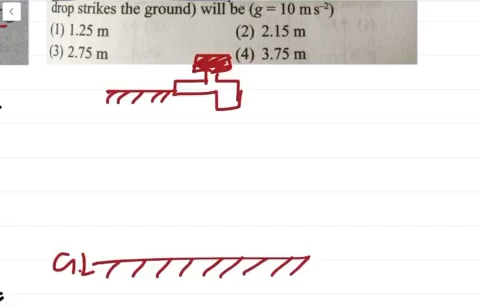 drop strikes the ground) will be (g = 10 m s⁻²)
(1) 1.25 m (2) 2.15 m
(3) 2.75 m (4) 3.75 m
G.L